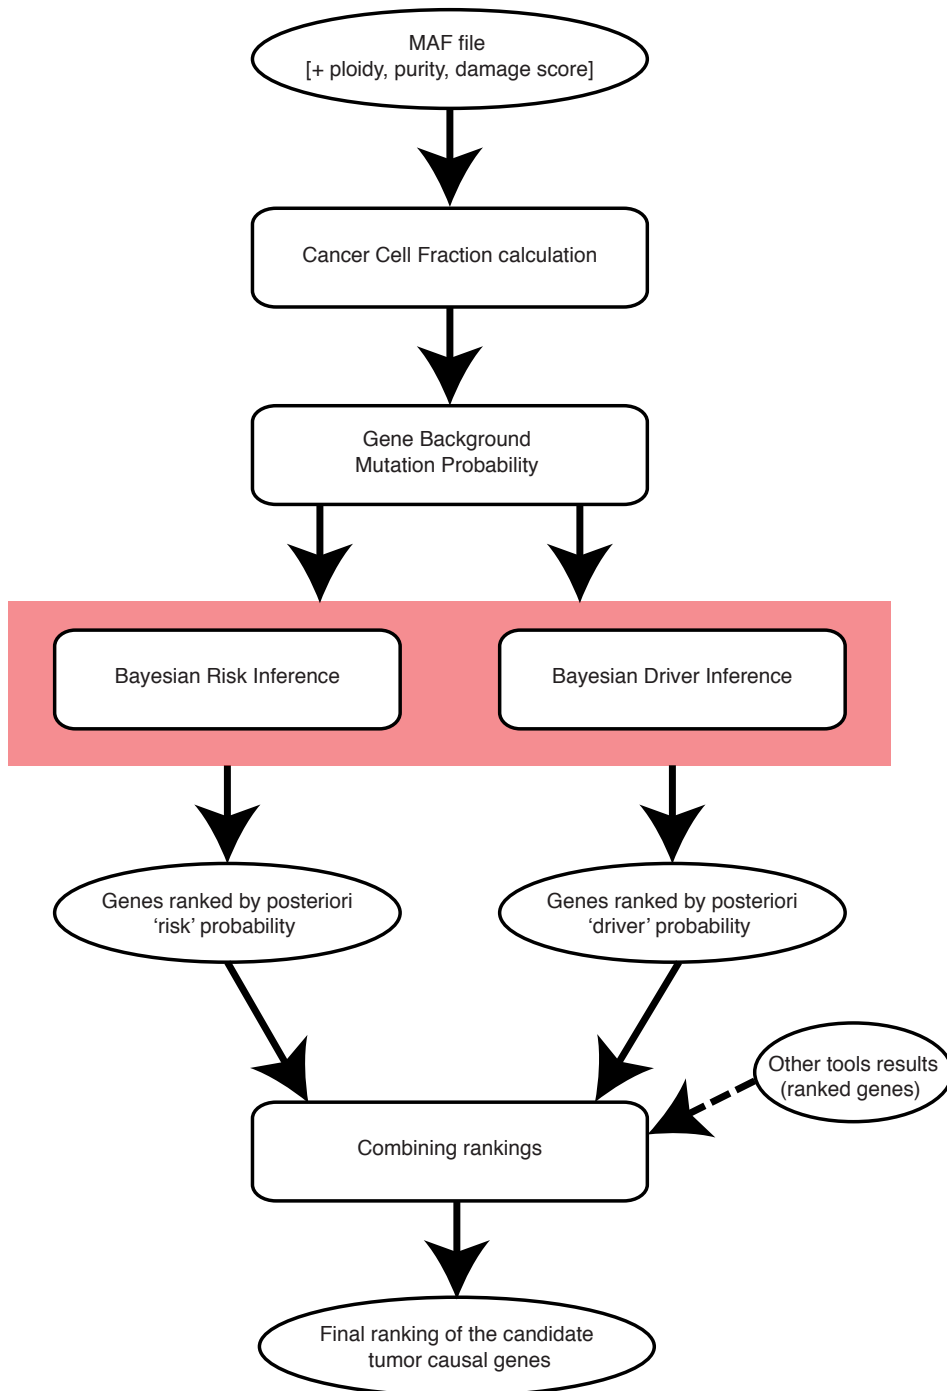 MAF file
[+ ploidy, purity, damage score]
Cancer Cell Fraction calculation
Gene Background
Mutation Probability
Bayesian Risk Inference
Bayesian Driver Inference
Genes ranked by posteriori
‘risk’ probability
Genes ranked by posteriori
‘driver’ probability
Other tools results
(ranked genes)
Combining rankings
Final ranking of the candidate
tumor causal genes